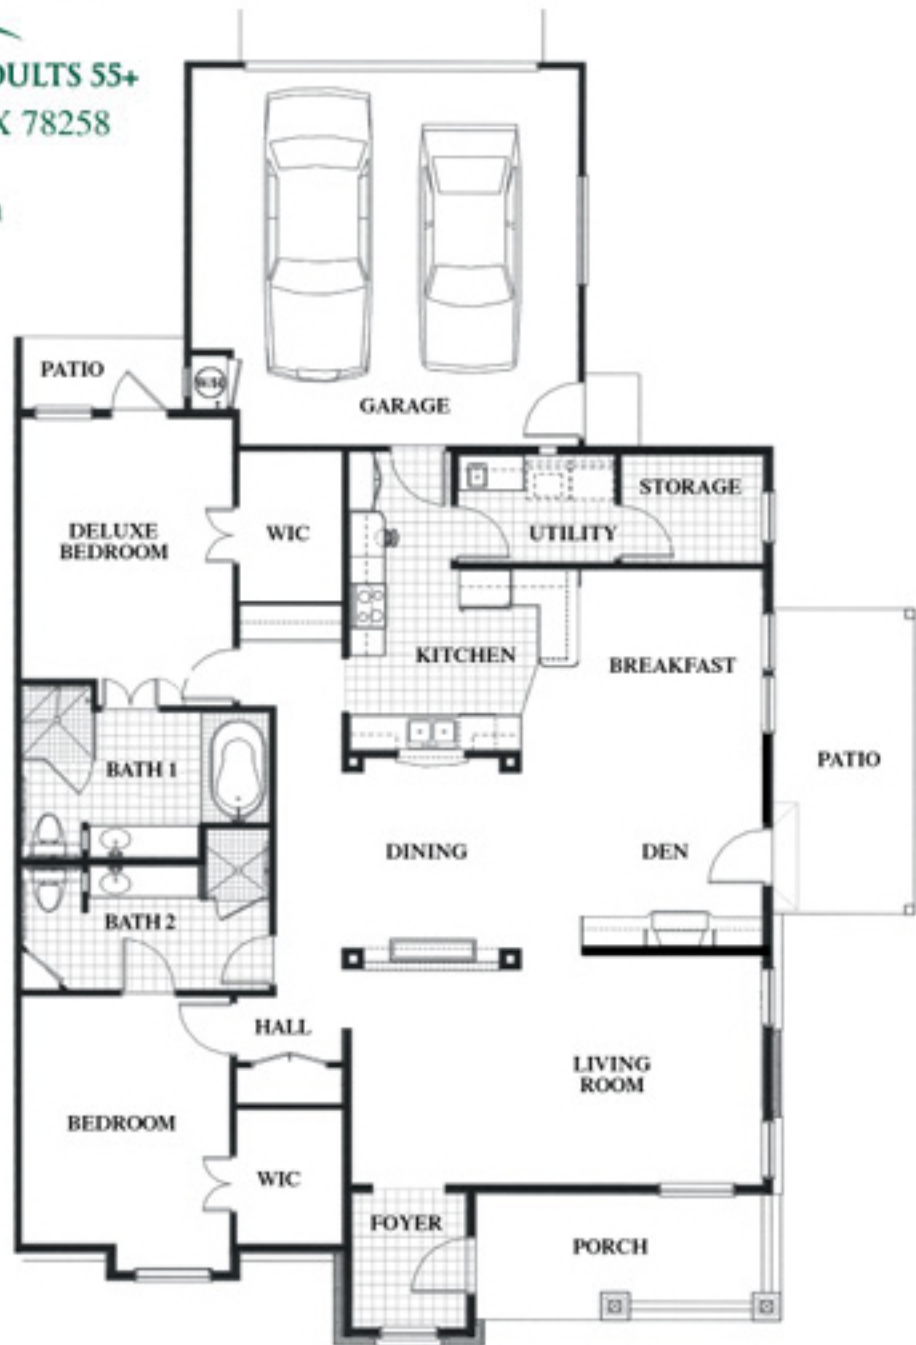 DULTS 55+
X 78258
PATIO
W/H
GARAGE
STORAGE
DELUXE
BEDROOM
WIC
UTILITY
KITCHEN
BREAKFAST
PATIO
BATH 1
DINING
DEN
BATH 2
HALL
LIVING
ROOM
BEDROOM
WIC
FOYER
PORCH